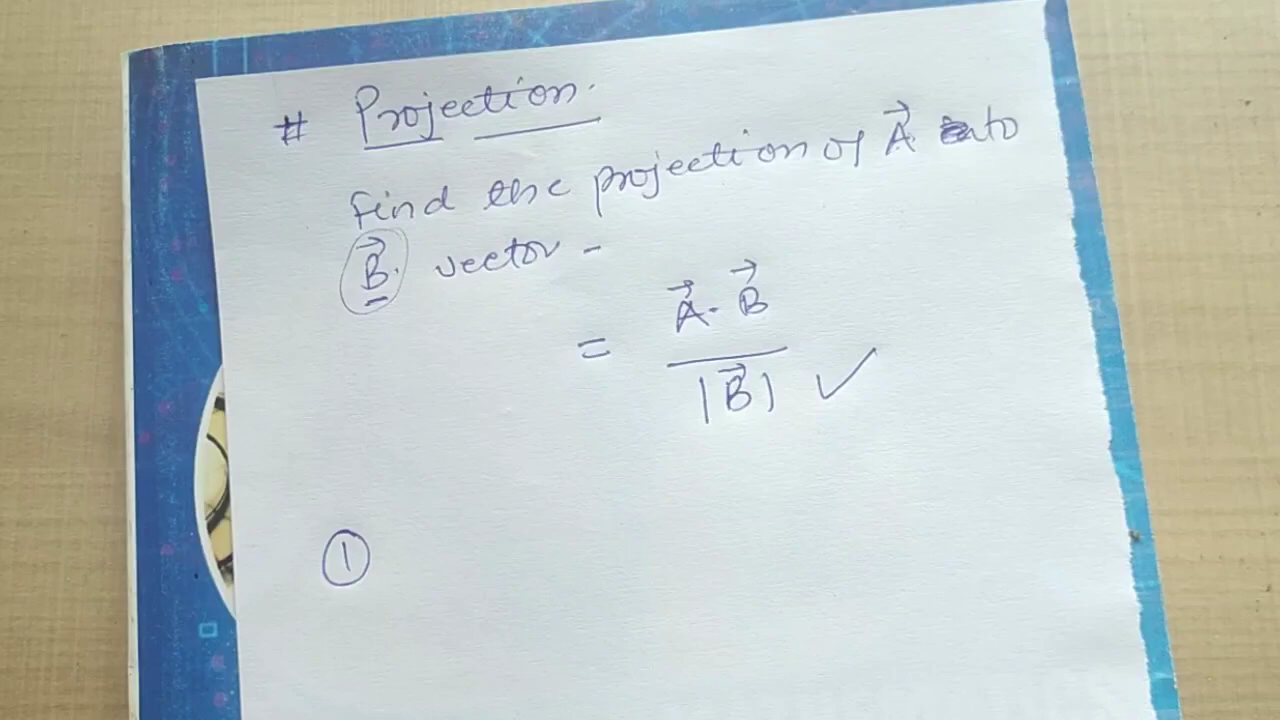 # Projection.
Find the projection of A⃗ onto
B⃗. vector -
= A⃗. B⃗
|B⃗| ✓
①